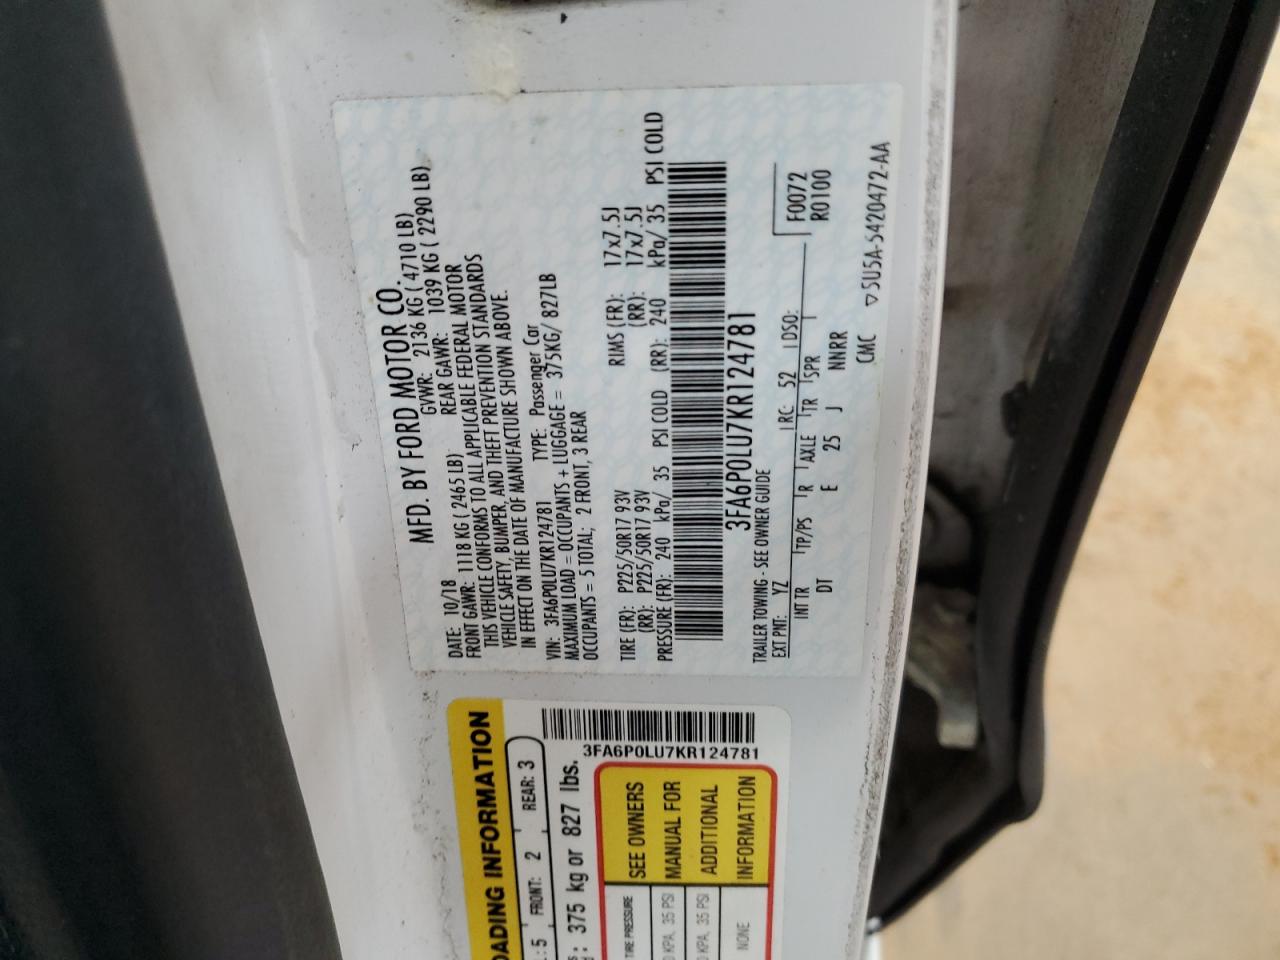 MFD. BY FORD MOTOR CO.
DATE: 10/18 GVWR: 2136 KG ( 4710 LB)
FRONT GAWR: 1118 KG ( 2465 LB) REAR GAWR: 1039 KG ( 2290 LB)
THIS VEHICLE CONFORMS TO ALL APPLICABLE FEDERAL MOTOR
VEHICLE SAFETY, BUMPER, AND THEFT PREVENTION STANDARDS
IN EFFECT ON THE DATE OF MANUFACTURE SHOWN ABOVE.
VIN: 3FA6P0LU7KR124781 TYPE: Passenger Car
MAXIMUM LOAD = OCCUPANTS + LUGGAGE = 375KG/ 827LB
OCCUPANTS = 5 TOTAL; 2 FRONT, 3 REAR
TIRE (FR): P225/50R17 93V RIMS (FR): 17x7.5J
(RR): P225/50R17 93V (RR): 17x7.5J
PRESSURE (FR): 240 kPa/ 35 PSI COLD (RR): 240 kPa/ 35 PSI COLD
3FA6P0LU7KR124781
TRAILER TOWING - SEE OWNER GUIDE
F0072
R0100
EXT PNT: YZ RC: 52 DSO:
INT TR TP/PS R AXLE TR SPR
DT E 25 J NNRR
CMC ▽5U5A-5420472-AA
ADING INFORMATION
: 5 FRONT: 2 REAR: 3
: 375 kg or 827 lbs.
3FA6P0LU7KR124781
TIRE PRESSURE
KPA, 35 PSI
KPA, 35 PSI
NONE
SEE OWNERS
MANUAL FOR
ADDITIONAL
INFORMATION